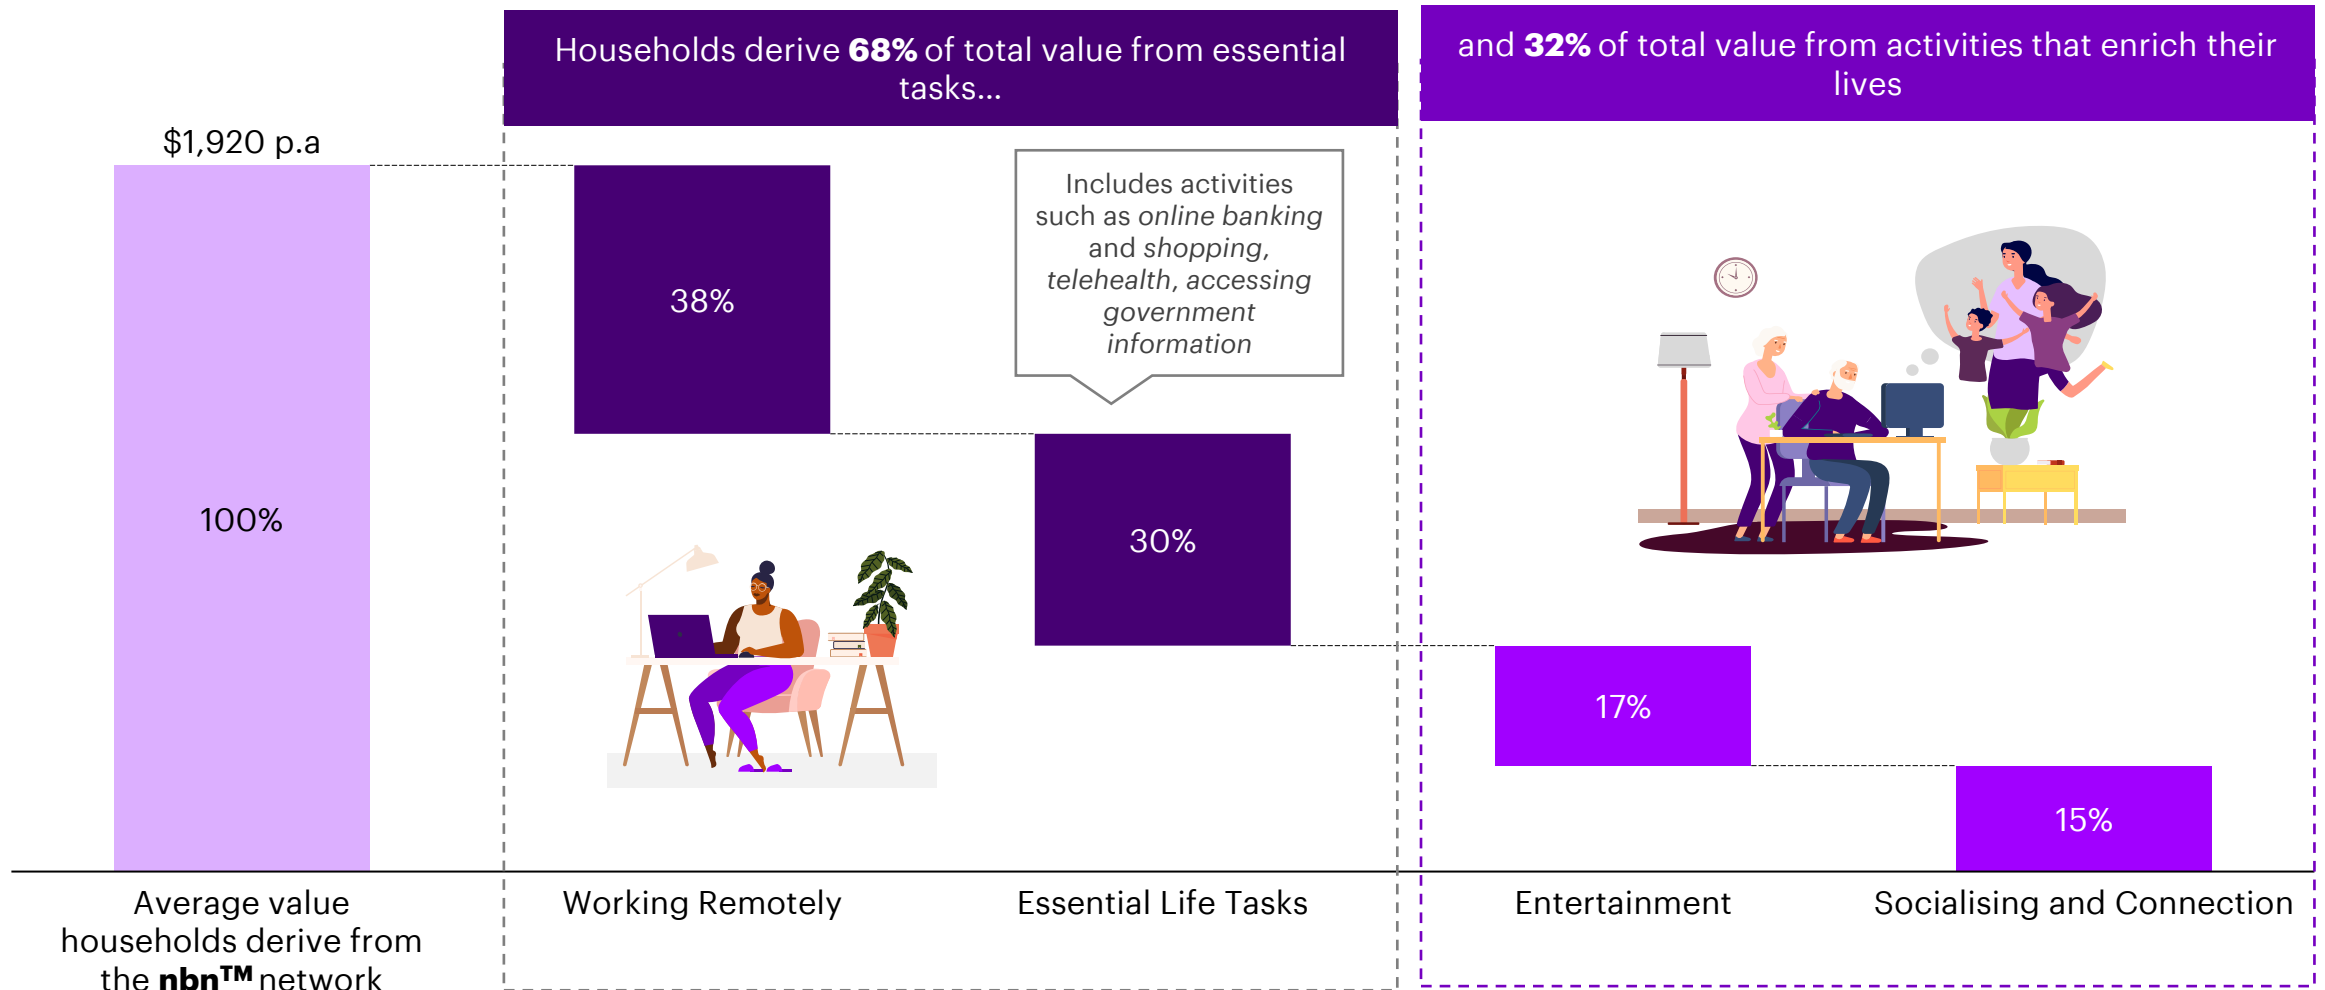 Households derive 68% of total value from essential
tasks...
and 32% of total value from activities that enrich their
lives
$1,920 p.a
100%
38%
Includes activities
such as online banking
and shopping,
telehealth, accessing
government
information
30%
17%
15%
Average value
households derive from
the nbn™ network
Working Remotely
Essential Life Tasks
Entertainment
Socialising and Connection